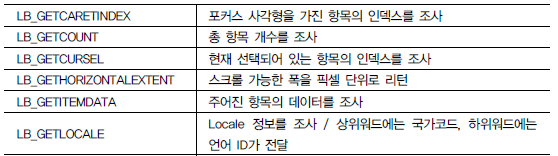 LB_GETCARETINDEX 포커스 사각형을 가진 항목의 인덱스를 조사
LB_GETCOUNT 총 항목 개수를 조사
LB_GETCURSEL 현재 선택되어 있는 항목의 인덱스를 조사
LB_GETHORIZONTALEXTENT 스크롤 가능한 폭을 픽셀 단위로 리턴
LB_GETITEMDATA 주어진 항목의 데이터를 조사
LB_GETLOCALE Locale 정보를 조사 / 상위워드에는 국가코드, 하위워드에는
언어 ID가 전달